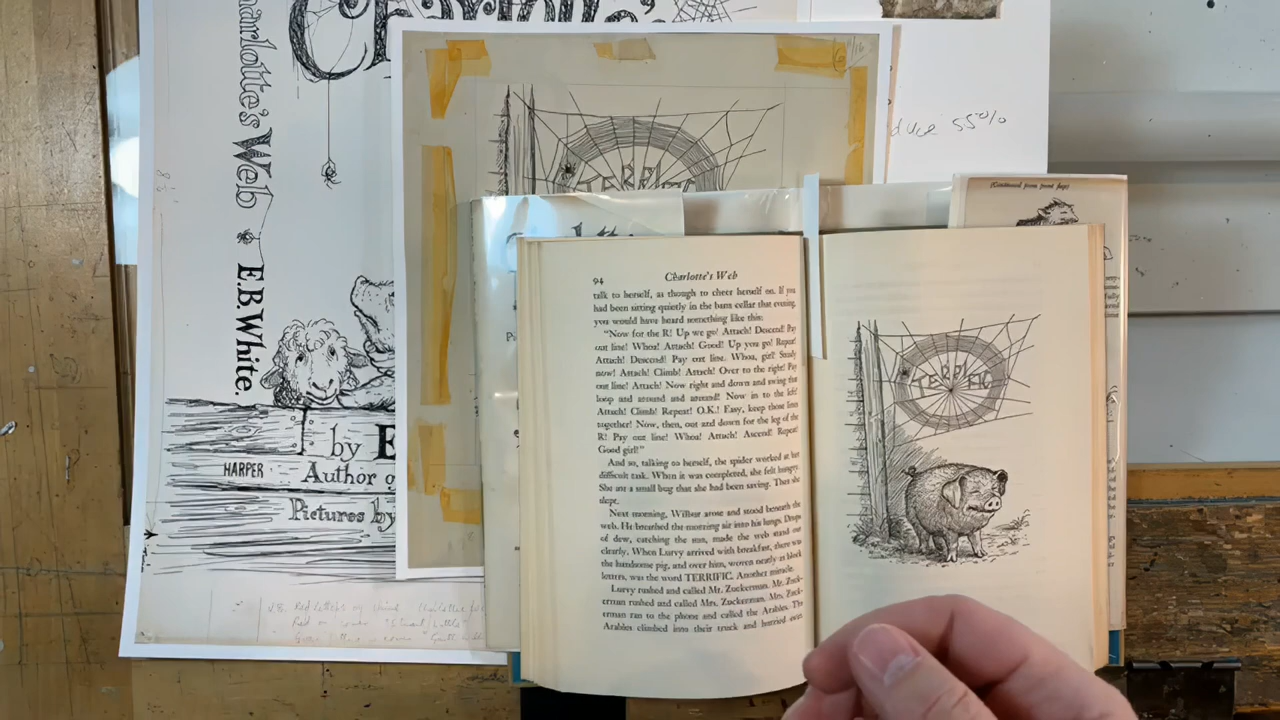 Charlotte's
Charlotte's Web
E.B. White.
by E
HARPER
Author o
Pictures by
duce 55%
(Continued from front flap)
94
Charlotte's Web
talk to herself, as though to cheer herself on. If you
had been sitting quietly in the barn cellar that evening,
you would have heard something like this:
"Now for the R! Up we go! Attach! Descend! Pay
out line! Whoa! Attach! Good! Up you go! Repeat!
Attach! Descend! Pay out line. Whoa, girl! Steady
now! Attach! Climb! Attach! Over to the right! Pay
out line! Attach! Now right and down and swing that
loop and around and around! Now in to the left!
Attach! Climb! Repeat! O.K.! Easy, keep those lines
together! Now, then, out and down for the leg of the
R! Pay out line! Whoa! Attach! Ascend! Repeat!
Good girl!"
And so, talking to herself, the spider worked at her
difficult task. When it was completed, she felt hungry.
She ate a small bug that she had been saving. Then she
slept.
Next morning, Wilbur arose and stood beneath the
web. He breathed the morning air into his lungs. Drops
of dew, catching the sun, made the web stand out
clearly. When Lurvy arrived with breakfast, there was
the handsome pig, and over him, woven neatly in block
letters, was the word TERRIFIC. Another miracle.
Lurvy rushed and called Mr. Zuckerman. Mr. Zuck-
erman rushed and called Mrs. Zuckerman. Mrs. Zuck-
erman ran to the phone and called the Arables. The
Arables climbed into their truck and hurried over.
TERRIFIC